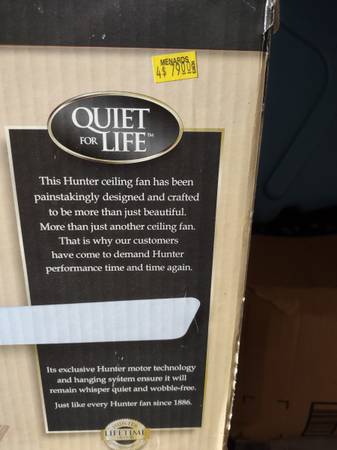 MENARDS
QUIET
FOR LIFE™
This Hunter ceiling fan has been
painstakingly designed and crafted
to be more than just beautiful.
More than just another ceiling fan.
That is why our customers
have come to demand Hunter
performance time and time again.
Its exclusive Hunter motor technology
and hanging system ensure it will
remain whisper quiet and wobble-free.
Just like every Hunter fan since 1886.
HUNTER
LIFETIME